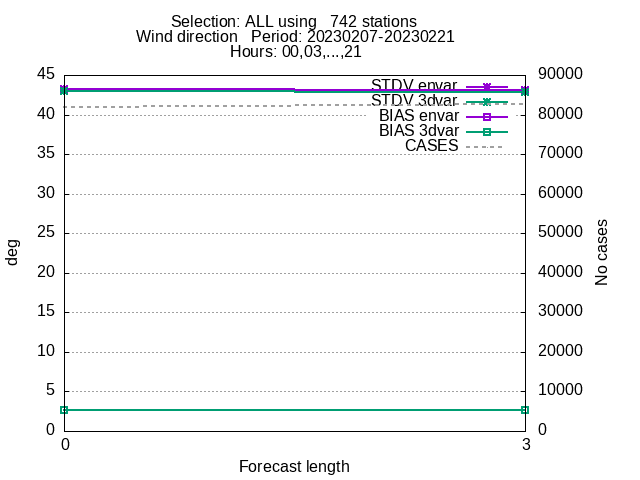 Selection: ALL using   742 stations
Wind direction   Period: 20230207-20230221
Hours: 00,03,...,21
45 90000
STDV envar
STDV 3dvar
40 80000
BIAS envar
BIAS 3dvar
CASES
35 70000
30 60000
25 50000
deg
No cases
20 40000
15 30000
10 20000
5 10000
0 0
0 3
Forecast length